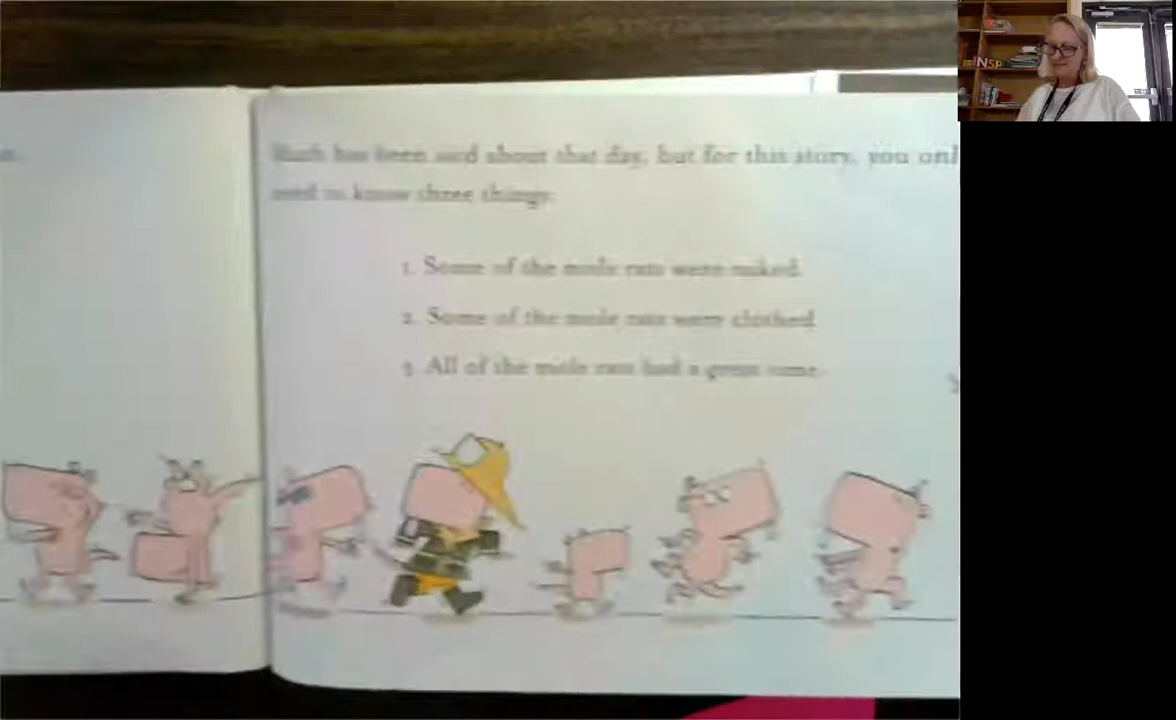 Much has been said about that day, but for this story, you onl
need to know three things:
1. Some of the mole rats were naked.
2. Some of the mole rats were clothed.
3. All of the mole rats had a great time.
INSP